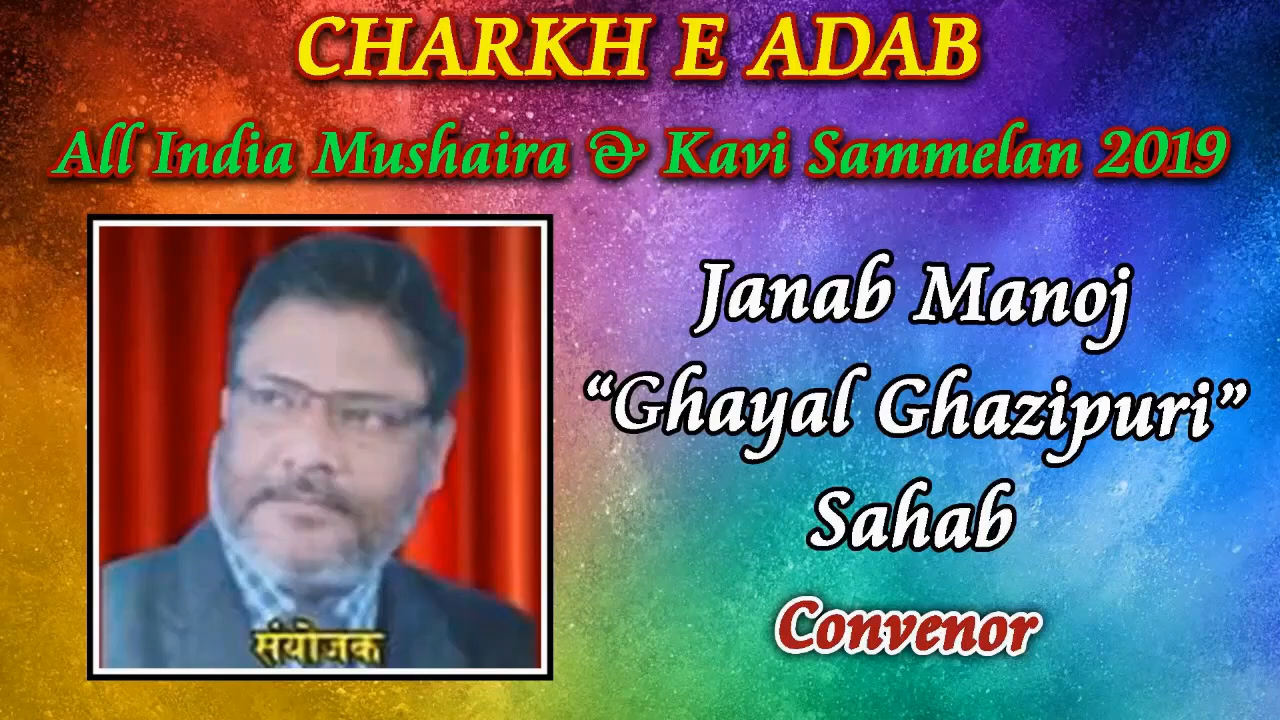 CHARKH E ADAB
All India Mushaira & Kavi Sammelan 2019
Janab Manoj
“Ghayal Ghazipuri”
Sahab
Convenor
संयोजक